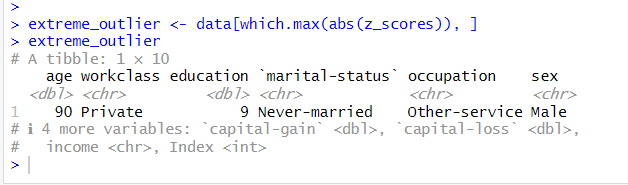 >
> extreme_outlier <- data[which.max(abs(z_scores)), ]
> extreme_outlier
# A tibble: 1 × 10
age workclass education `marital-status` occupation sex
<dbl> <chr> <dbl> <chr> <chr> <chr>
1 90 Private 9 Never-married Other-service Male
# ℹ 4 more variables: `capital-gain` <dbl>, `capital-loss` <dbl>,
# income <chr>, Index <int>
>